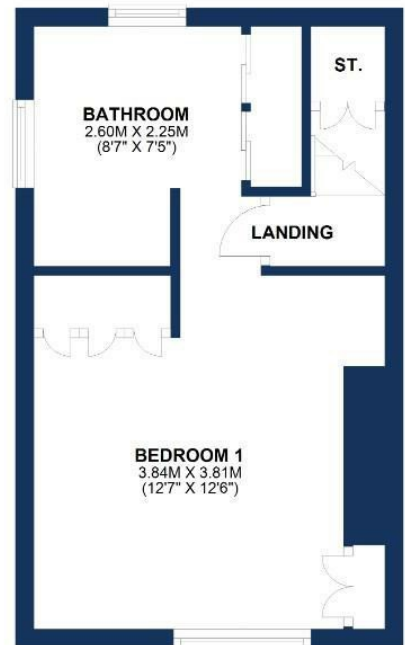 ST.
BATHROOM
2.60M X 2.25M
(8'7" X 7'5")
LANDING
BEDROOM 1
3.84M X 3.81M
(12'7" X 12'6")